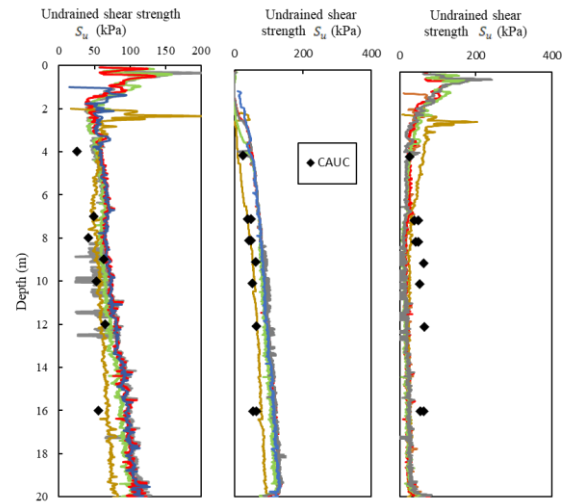 Undrained shear strength
Su (kPa)
0 50 100 150 200
Undrained shear
strength Su (kPa)
0 200 400
Undrained shear
strength Su (kPa)
0 200 400
Depth (m)
0
2
4
6
8
10
12
14
16
18
20
CAUC